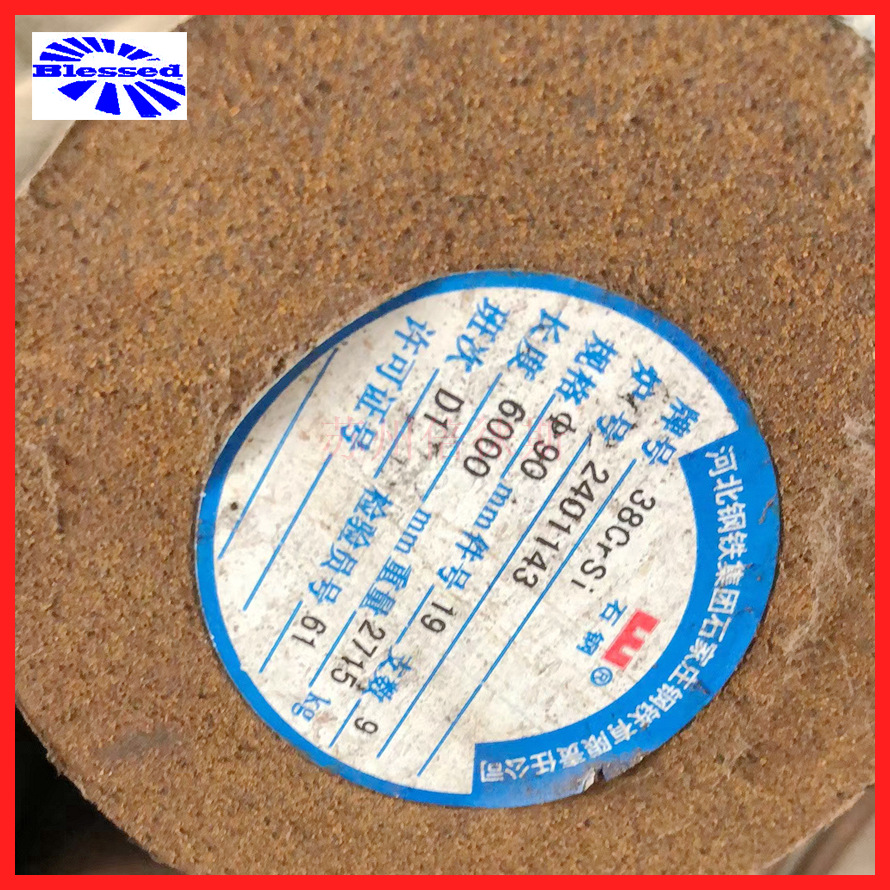 Blessed
河北钢铁集团石家庄钢铁有限责任公司
石钢 ®
牌号 38CrSi
炉号 2401143
规格 Φ90 mm 件号 19 支数 9
长度 6000 mm 重量 2715 kg
班次 D1 检验员号 61
许可证号